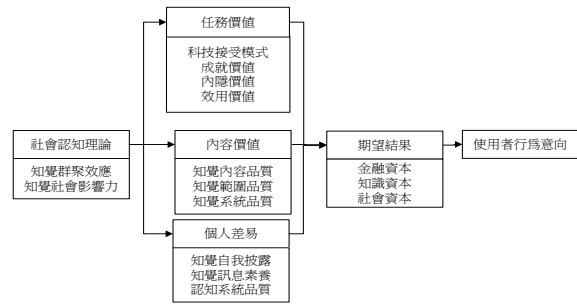 任務價值
科技接受模式
成就價值
內隱價值
效用價值
社會認知理論
知覺群聚效應
知覺社會影響力
內容價值
知覺內容品質
知覺範圍品質
知覺系統品質
期望結果
金融資本
知識資本
社會資本
使用者行為意向
個人差易
知覺自我披露
知覺訊息素養
認知系統品質